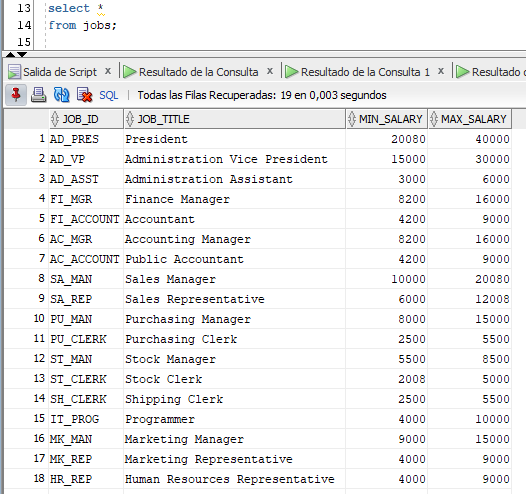 13 select *
14 from jobs;
15
Salida de Script x Resultado de la Consulta x Resultado de la Consulta 1 x Resultado d
SQL | Todas las Filas Recuperadas: 19 en 0,003 segundos
JOB_ID JOB_TITLE MIN_SALARY MAX_SALARY
1 AD_PRES President 20080 40000
2 AD_VP Administration Vice President 15000 30000
3 AD_ASST Administration Assistant 3000 6000
4 FI_MGR Finance Manager 8200 16000
5 FI_ACCOUNT Accountant 4200 9000
6 AC_MGR Accounting Manager 8200 16000
7 AC_ACCOUNT Public Accountant 4200 9000
8 SA_MAN Sales Manager 10000 20080
9 SA_REP Sales Representative 6000 12008
10 PU_MAN Purchasing Manager 8000 15000
11 PU_CLERK Purchasing Clerk 2500 5500
12 ST_MAN Stock Manager 5500 8500
13 ST_CLERK Stock Clerk 2008 5000
14 SH_CLERK Shipping Clerk 2500 5500
15 IT_PROG Programmer 4000 10000
16 MK_MAN Marketing Manager 9000 15000
17 MK_REP Marketing Representative 4000 9000
18 HR_REP Human Resources Representative 4000 9000